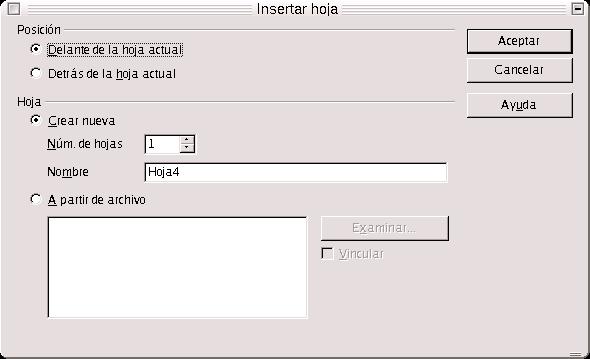 Insertar hoja
Posición
Delante de la hoja actual
Detrás de la hoja actual
Aceptar
Cancelar
Ayuda
Hoja
Crear nueva
Núm. de hojas 1
Nombre Hoja4
A partir de archivo
Examinar...
Vincular